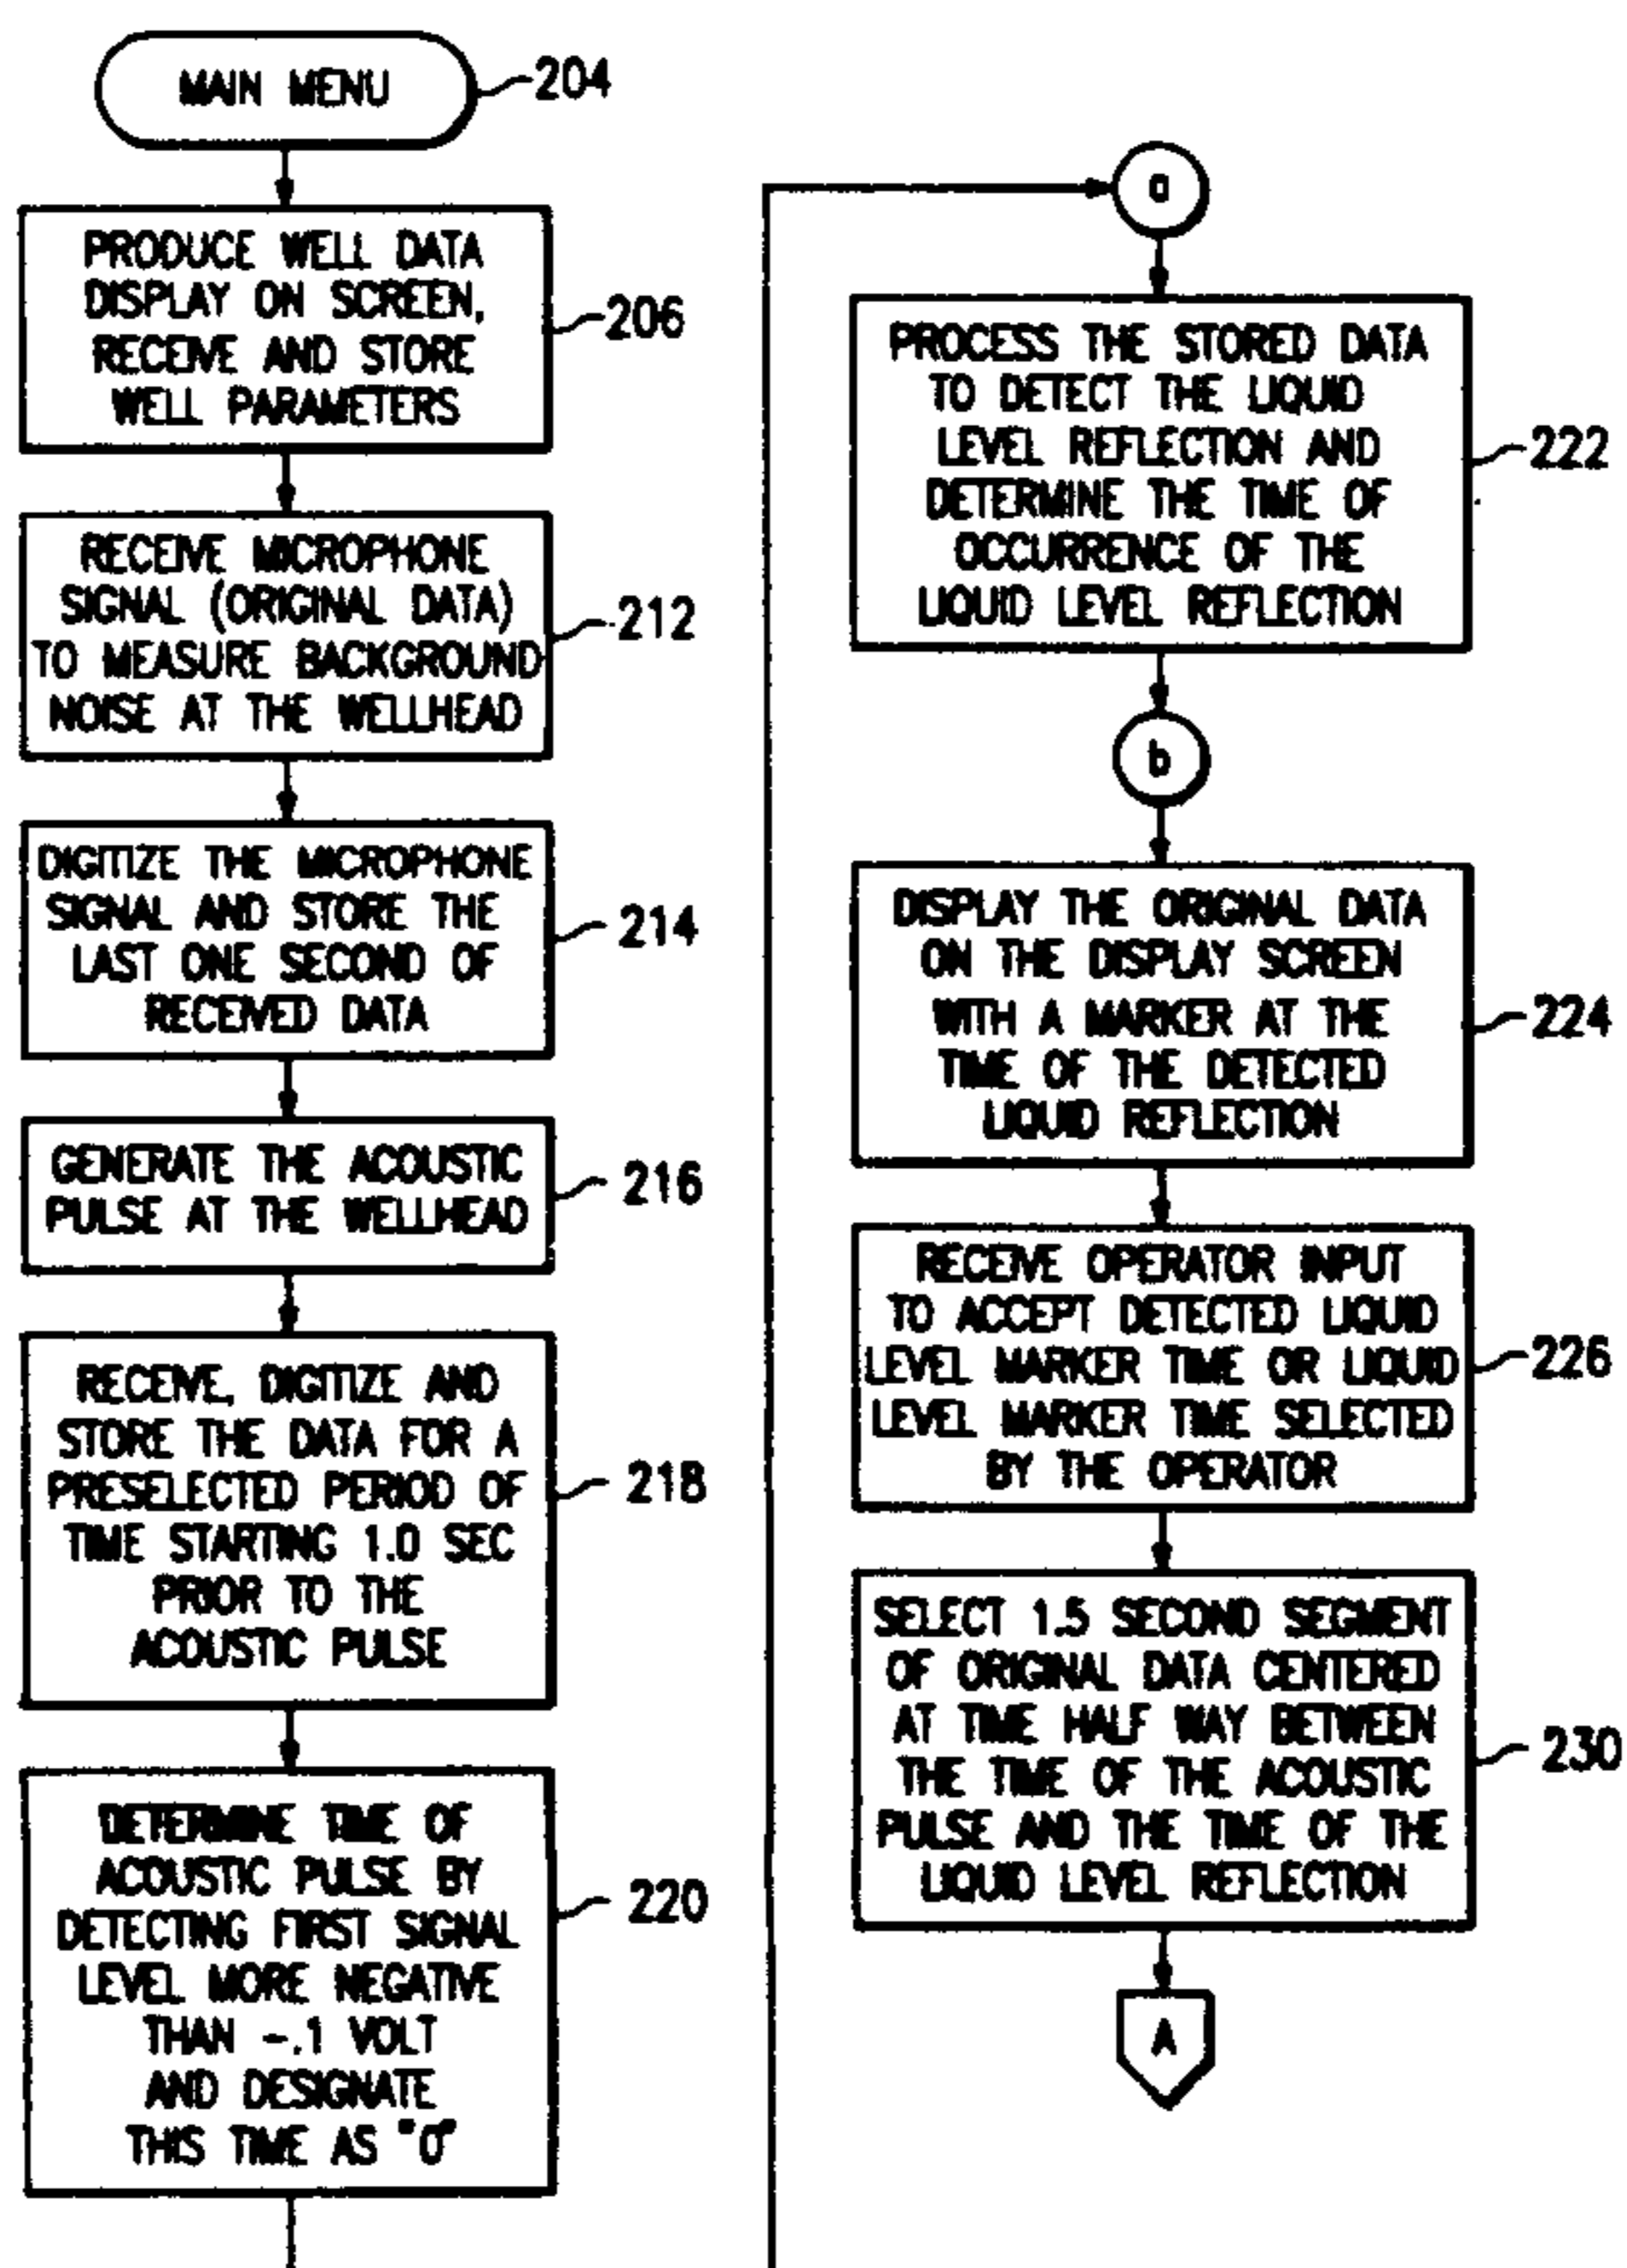 MAIN MENU
204
PRODUCE WELL DATA
DISPLAY ON SCREEN,
RECEIVE AND STORE
WELL PARAMETERS
206
RECEIVE MICROPHONE
SIGNAL (ORIGINAL DATA)
TO MEASURE BACKGROUND
NOISE AT THE WELLHEAD
212
DIGITIZE THE MICROPHONE
SIGNAL AND STORE THE
LAST ONE SECOND OF
RECEIVED DATA
214
GENERATE THE ACOUSTIC
PULSE AT THE WELLHEAD
216
RECEIVE, DIGITIZE AND
STORE THE DATA FOR A
PRESELECTED PERIOD OF
TIME STARTING 1.0 SEC
PRIOR TO THE
ACOUSTIC PULSE
218
DETERMINE TIME OF
ACOUSTIC PULSE BY
DETECTING FIRST SIGNAL
LEVEL MORE NEGATIVE
THAN -.1 VOLT
AND DESIGNATE
THIS TIME AS "0"
220
a
PROCESS THE STORED DATA
TO DETECT THE LIQUID
LEVEL REFLECTION AND
DETERMINE THE TIME OF
OCCURRENCE OF THE
LIQUID LEVEL REFLECTION
222
b
DISPLAY THE ORIGINAL DATA
ON THE DISPLAY SCREEN
WITH A MARKER AT THE
TIME OF THE DETECTED
LIQUID REFLECTION
224
RECEIVE OPERATOR INPUT
TO ACCEPT DETECTED LIQUID
LEVEL MARKER TIME OR LIQUID
LEVEL MARKER TIME SELECTED
BY THE OPERATOR
226
SELECT 1.5 SECOND SEGMENT
OF ORIGINAL DATA CENTERED
AT TIME HALF WAY BETWEEN
THE TIME OF THE ACOUSTIC
PULSE AND THE TIME OF THE
LIQUID LEVEL REFLECTION
230
A